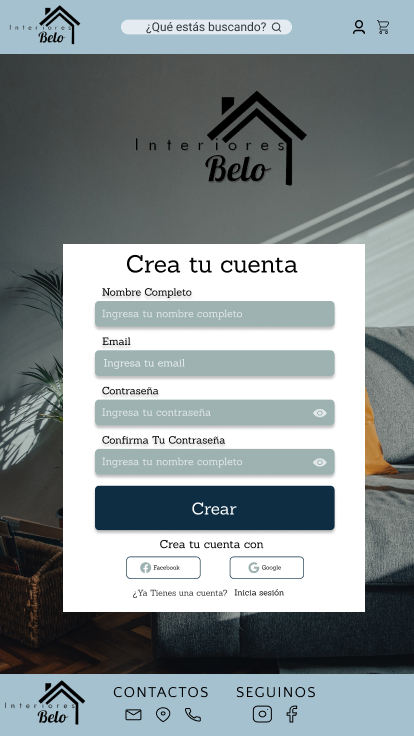 Interiores
Belo
¿Qué estás buscando?
Interiores
Belo
Crea tu cuenta
Nombre Completo
Ingresa tu nombre completo
Email
Ingresa tu email
Contraseña
Ingresa tu contraseña
Confirma Tu Contraseña
Ingresa tu nombre completo
Crear
Crea tu cuenta con
Facebook
Google
¿Ya Tienes una cuenta? Inicia sesión
Interiores
Belo
CONTACTOS
SEGUINOS